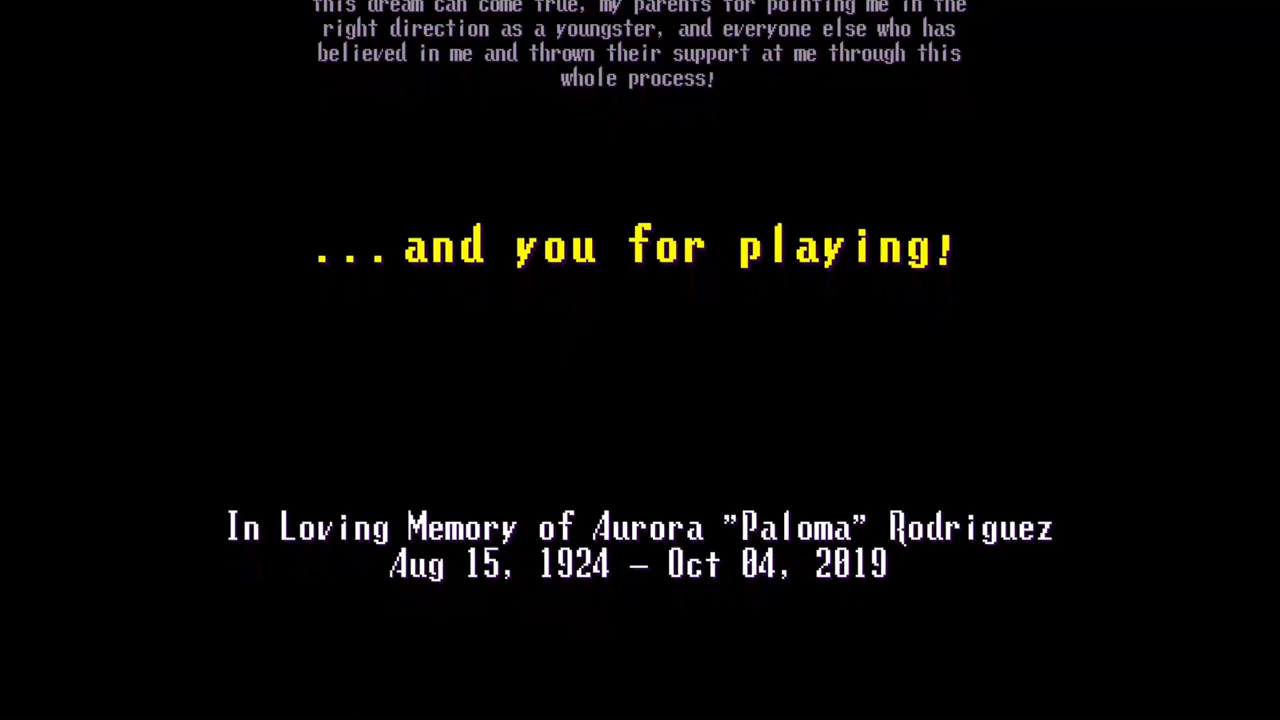 this dream can come true, my parents for pointing me in the
right direction as a youngster, and everyone else who has
believed in me and thrown their support at me through this
whole process!
...and you for playing!
In Loving Memory of Aurora "Paloma" Rodriguez
Aug 15, 1924 – Oct 04, 2019